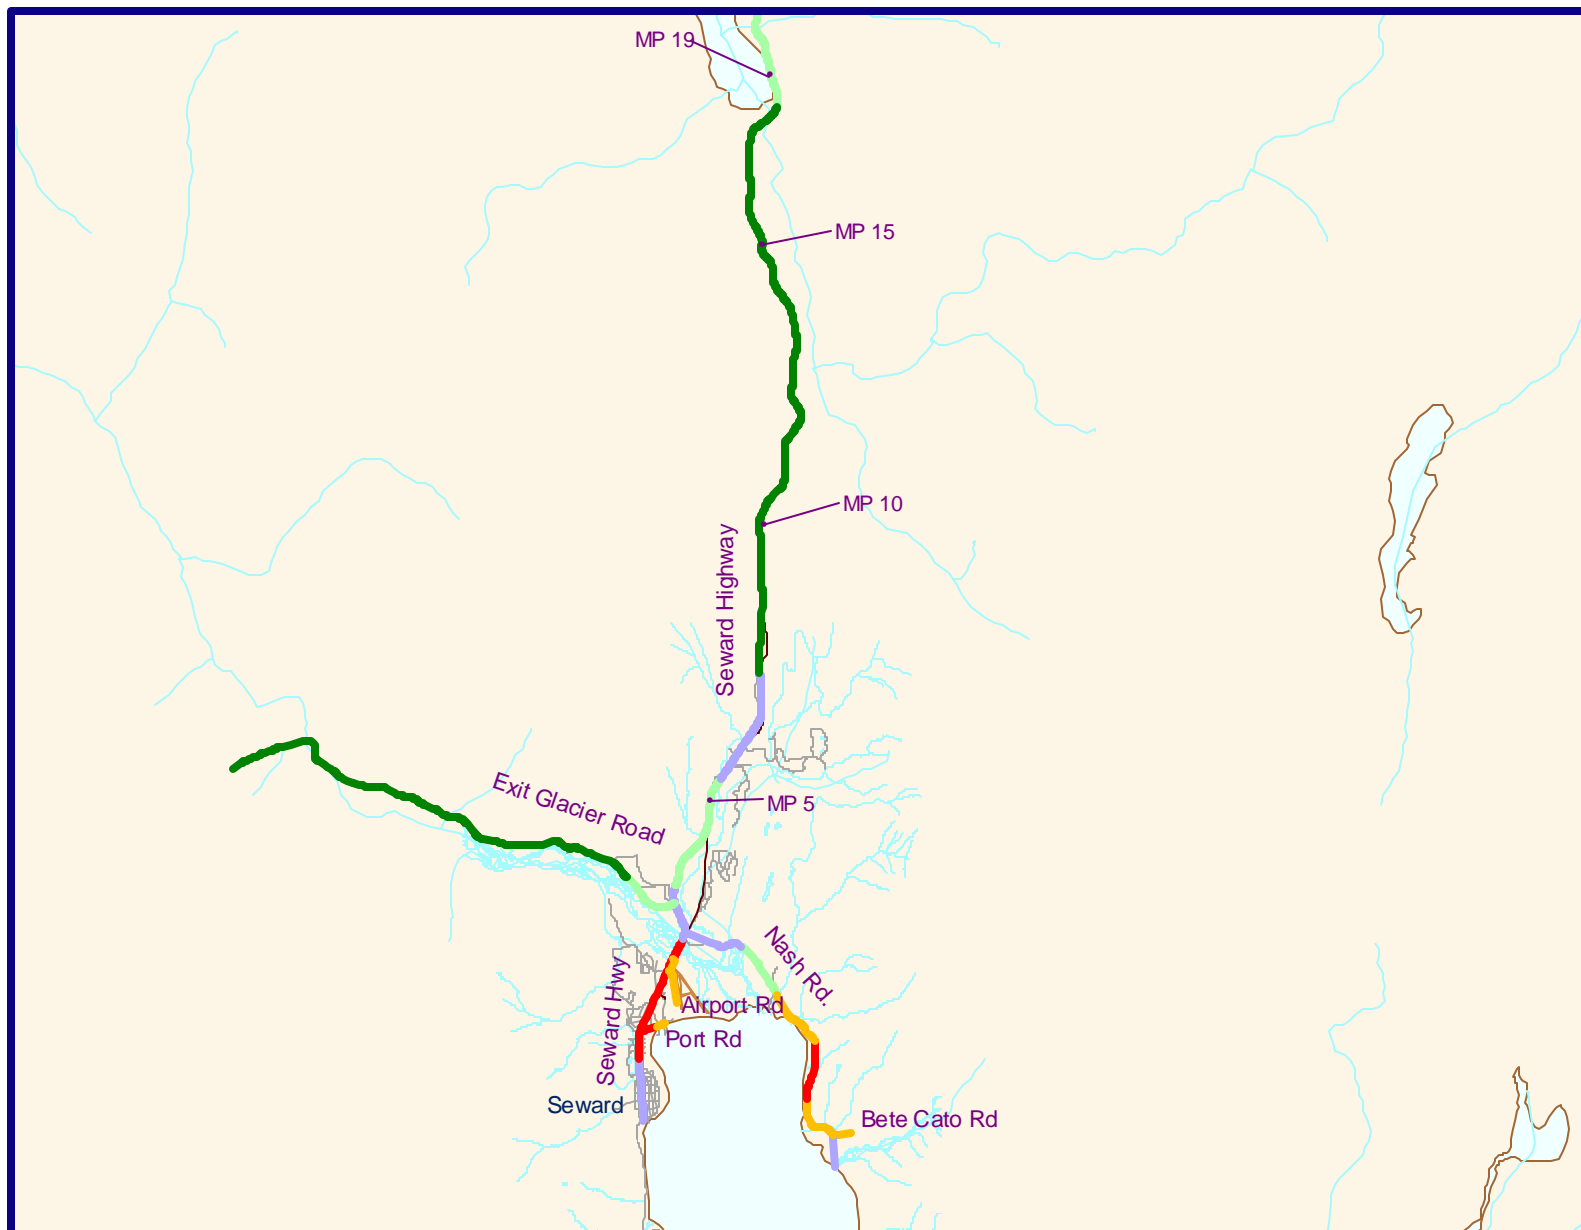 MP 19
MP 15
MP 10
Seward Highway
MP 5
Exit Glacier Road
Nash Rd.
Seward Hwy
Airport Rd
Port Rd
Seward
Bete Cato Rd